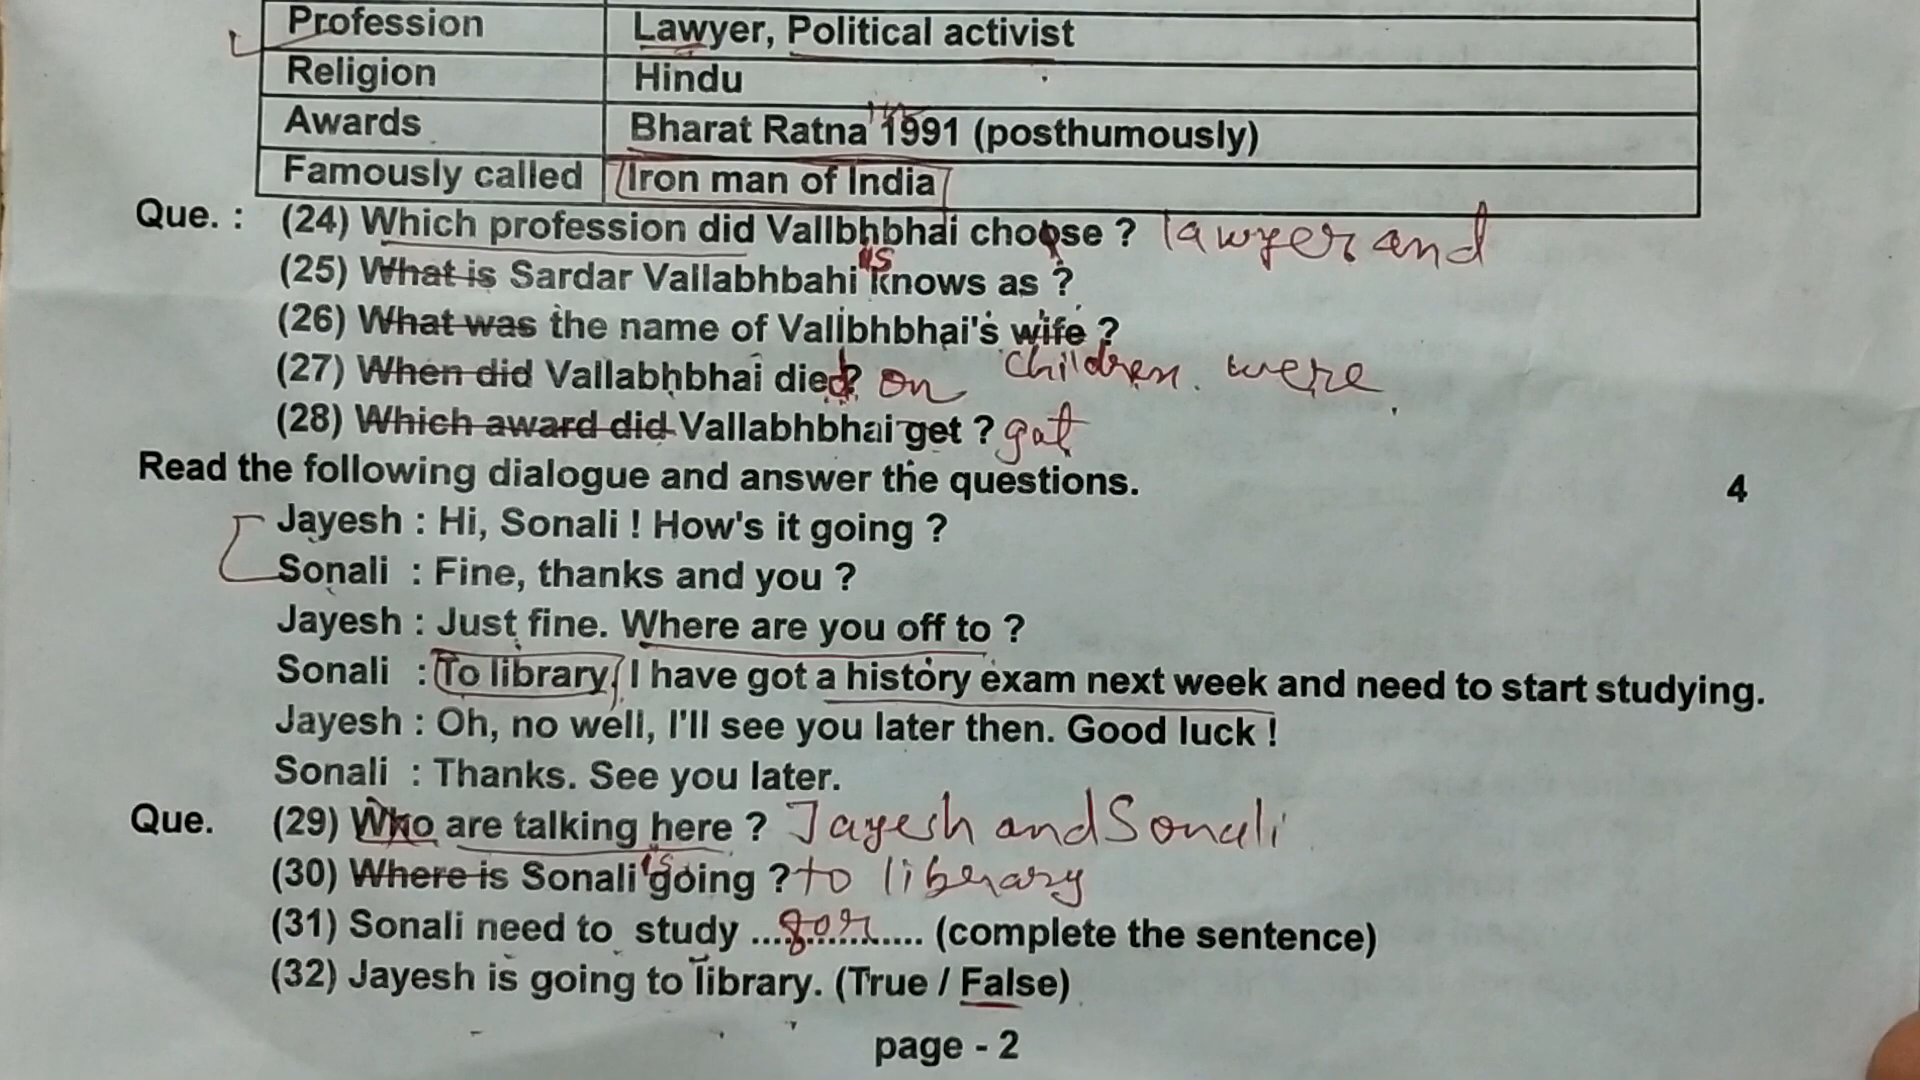 Profession Lawyer, Political activist
Religion Hindu
Awards Bharat Ratna 1991 (posthumously)
Famously called Iron man of India
Que. : (24) Which profession did Vallbhbhai choose ? lawyer and
is
(25) What is Sardar Vallabhbahi knows as ?
(26) What was the name of Vallbhbhai's wife ?
children were
(27) When did Vallabhbhai died? on
(28) Which award did Vallabhbhai get ? got
Read the following dialogue and answer the questions. 4
Jayesh : Hi, Sonali ! How's it going ?
Sonali : Fine, thanks and you ?
Jayesh : Just fine. Where are you off to ?
Sonali : To library, I have got a history exam next week and need to start studying.
Jayesh : Oh, no well, I'll see you later then. Good luck !
Sonali : Thanks. See you later.
Que. (29) Who are talking here ? Jayesh and Sonali
is
(30) Where is Sonali going ? to liberary
(31) Sonali need to study ....for.... (complete the sentence)
(32) Jayesh is going to library. (True / False)
page - 2